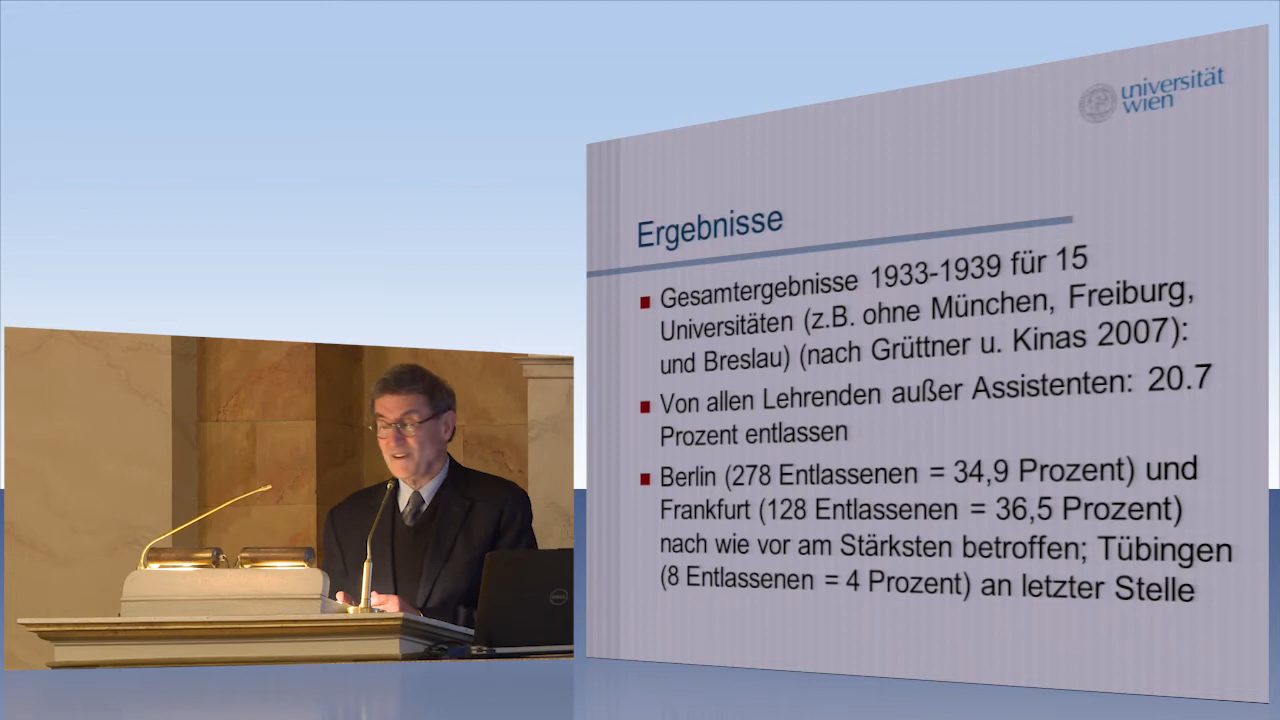 universität
wien
Ergebnisse
Gesamtergebnisse 1933-1939 für 15
Universitäten (z.B. ohne München, Freiburg,
und Breslau) (nach Grüttner u. Kinas 2007):
Von allen Lehrenden außer Assistenten: 20.7
Prozent entlassen
Berlin (278 Entlassenen = 34,9 Prozent) und
Frankfurt (128 Entlassenen = 36,5 Prozent)
nach wie vor am Stärksten betroffen; Tübingen
(8 Entlassenen = 4 Prozent) an letzter Stelle
DELL